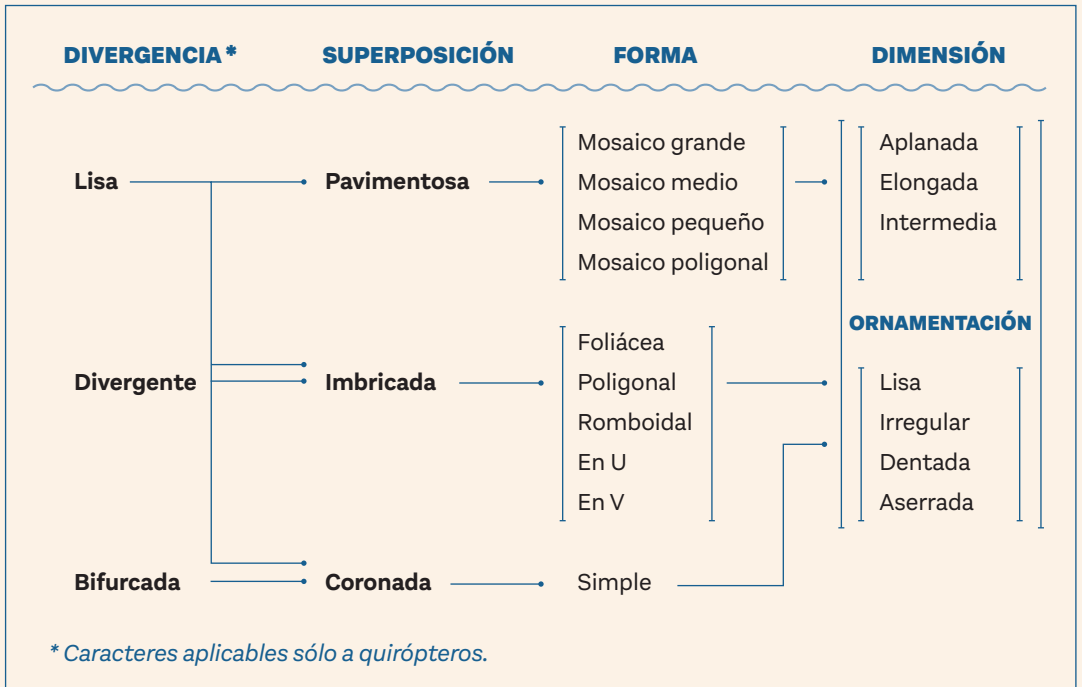 DIVERGENCIA *
SUPERPOSICIÓN
FORMA
DIMENSIÓN
Lisa
Pavimentosa
Mosaico grande
Mosaico medio
Mosaico pequeño
Mosaico poligonal
Aplanada
Elongada
Intermedia
ORNAMENTACIÓN
Divergente
Imbricada
Foliácea
Poligonal
Romboidal
En U
En V
Lisa
Irregular
Dentada
Aserrada
Bifurcada
Coronada
Simple
* Caracteres aplicables sólo a quirópteros.